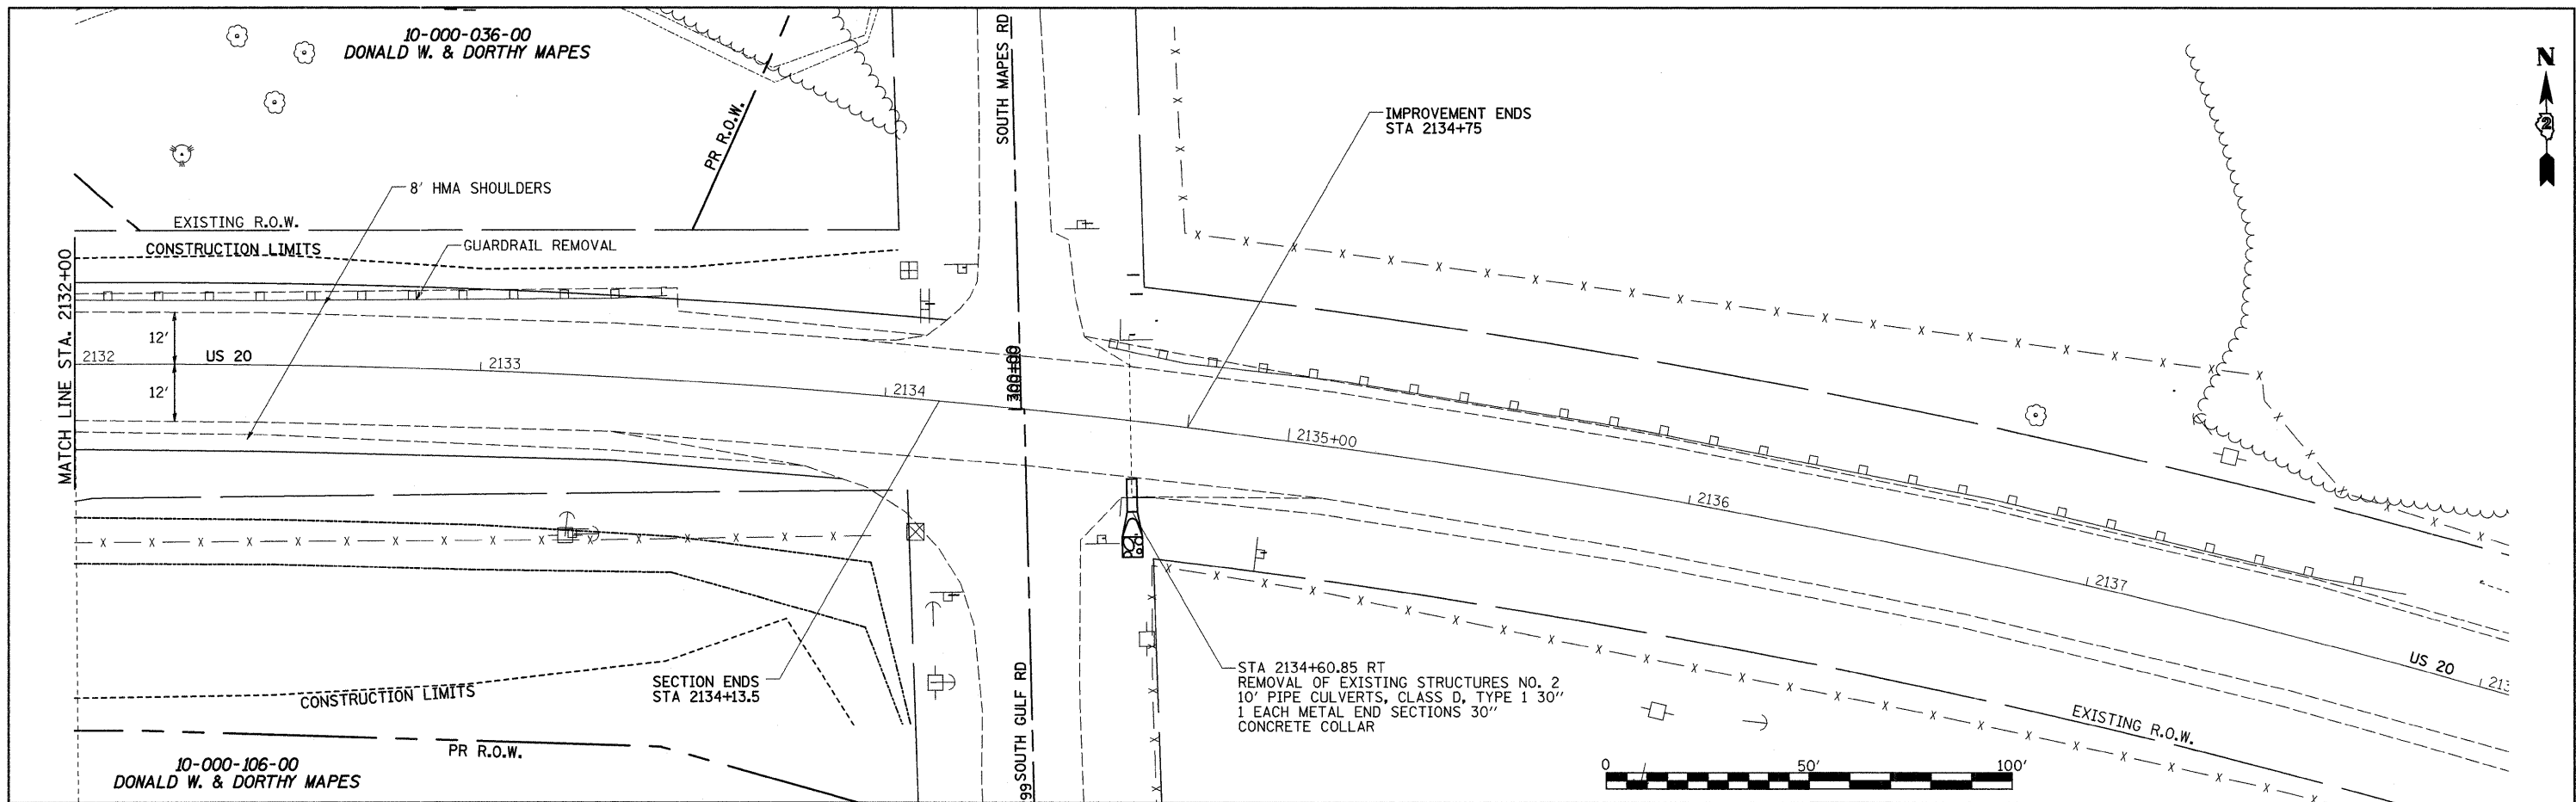 10-000-036-00
DONALD W. & DORTHY MAPES
SOUTH MAPES RD
N
2
IMPROVEMENT ENDS
STA 2134+75
PR R.O.W.
8' HMA SHOULDERS
EXISTING R.O.W.
CONSTRUCTION LIMITS
GUARDRAIL REMOVAL
MATCH LINE STA. 2132+00
12'
12'
2132
US 20
2133
2134
2135+00
2136
2137
US 20
SECTION ENDS
STA 2134+13.5
CONSTRUCTION LIMITS
PR R.O.W.
10-000-106-00
DONALD W. & DORTHY MAPES
99
SOUTH GULF RD
STA 2134+60.85 RT
REMOVAL OF EXISTING STRUCTURES NO. 2
10' PIPE CULVERTS, CLASS D, TYPE 1 30"
1 EACH METAL END SECTIONS 30"
CONCRETE COLLAR
EXISTING R.O.W.
0 50' 100'
X X X X X X X X X X X X X X X X